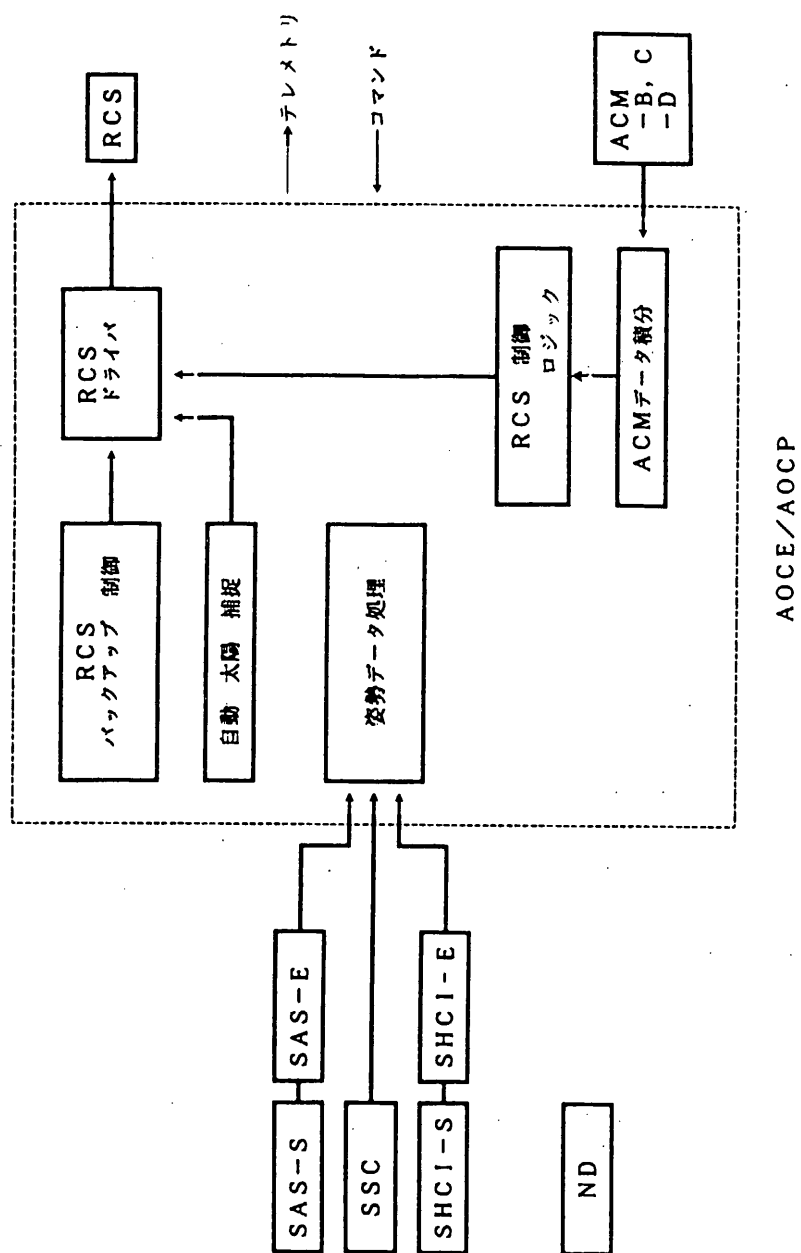 SAS-S
SAS-E
SSC
SHCI-S
SHCI-E
ND
RCS
バックアップ 制御
自動 太陽 捕捉
姿勢データ処理
RCS
ドライバ
RCS 制御
ロジック
ACMデータ積分
RCS
テレメトリ
コマンド
ACM
-B, C
-D
AOCE/AOCP